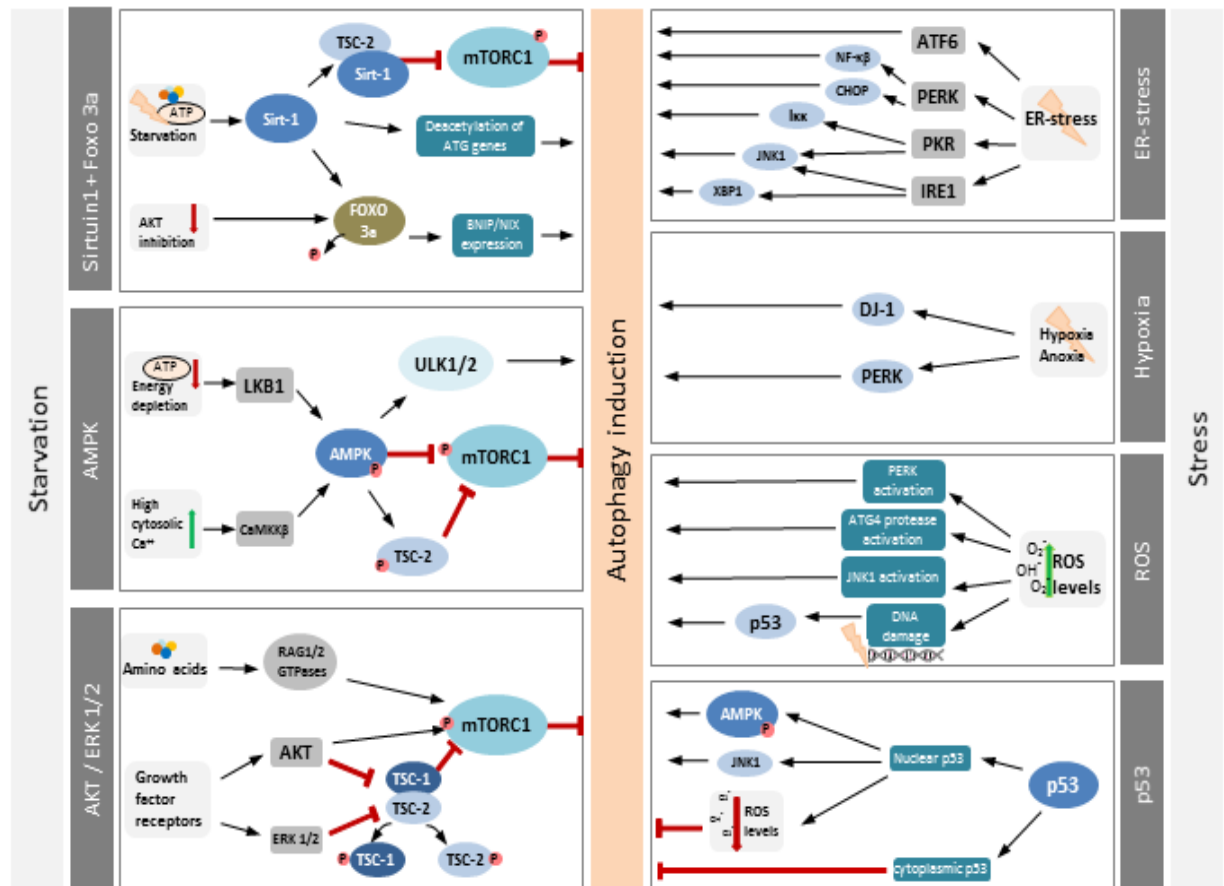 Starvation
Sirtuin1+ Foxo 3a
ATP
Starvation
Sirt-1
TSC-2
Sirt-1
mTORC1
P
Deacetylation of
ATG genes
AKT
inhibition
FOXO
3a
P
BNIP/NIX
expression
AMPK
ATP
Energy
depletion
LKB1
ULK1/2
AMPK
P
P
mTORC1
High
cytosolic
Ca++
CaMKKβ
TSC-2
P
AKT / ERK 1/2
Amino acids
RAG1/2
GTPases
P
mTORC1
Growth
factor
receptors
AKT
ERK 1/2
TSC-1
TSC-2
P
TSC-1
TSC-2
P
Autophagy induction
ATF6
NF-κβ
PERK
CHOP
Iκκ
PKR
JNK1
IRE1
XBP1
ER-stress
ER-stress
DJ-1
PERK
Hypoxia
Anoxia
Hypoxia
PERK
activation
ATG4 protease
activation
JNK1 activation
DNA
damage
p53
O₂⁻
OH⁻
O₂⁻
ROS
levels
ROS
AMPK
P
JNK1
ROS
levels
Nuclear p53
cytoplasmic p53
p53
p53
Stress